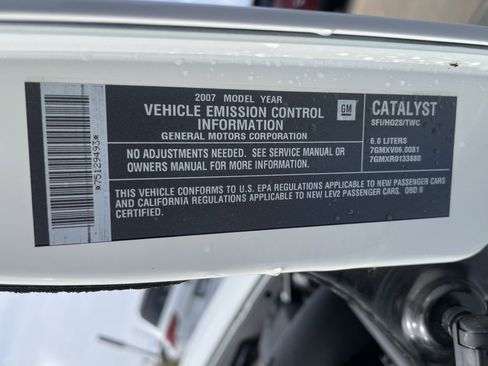 *75129493*
2007 MODEL YEAR
VEHICLE EMISSION CONTROL
INFORMATION
GENERAL MOTORS CORPORATION
GM
CATALYST
SFI/HO2S/TWC
6.0 LITERS
7GMXV06.0081
7GMXR0133880
NO ADJUSTMENTS NEEDED. SEE SERVICE MANUAL OR
OWNERS MANUAL FOR MORE INFORMATION.
THIS VEHICLE CONFORMS TO U.S. EPA REGULATIONS APPLICABLE TO NEW PASSENGER CARS
AND CALIFORNIA REGULATIONS APPLICABLE TO NEW LEV2 PASSENGER CARS. OBD II
CERTIFIED.